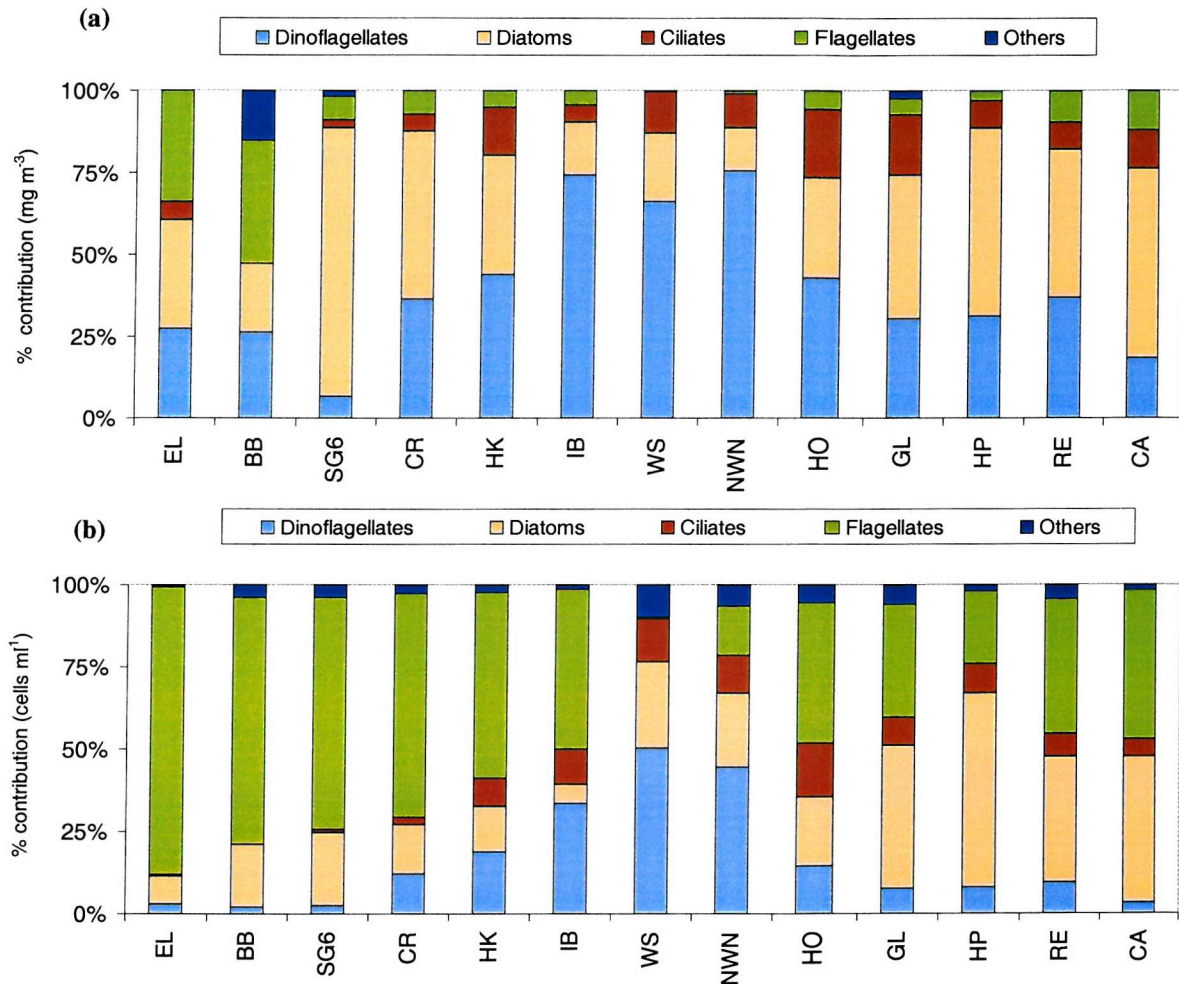 (a)
Dinoflagellates Diatoms Ciliates Flagellates Others
% contribution (mg m-3)
100%
75%
50%
25%
0%
EL BB SG6 CR HK IB WS NWN HO GL HP RE CA
(b)
Dinoflagellates Diatoms Ciliates Flagellates Others
% contribution (cells ml1)
100%
75%
50%
25%
0%
EL BB SG6 CR HK IB WS NWN HO GL HP RE CA